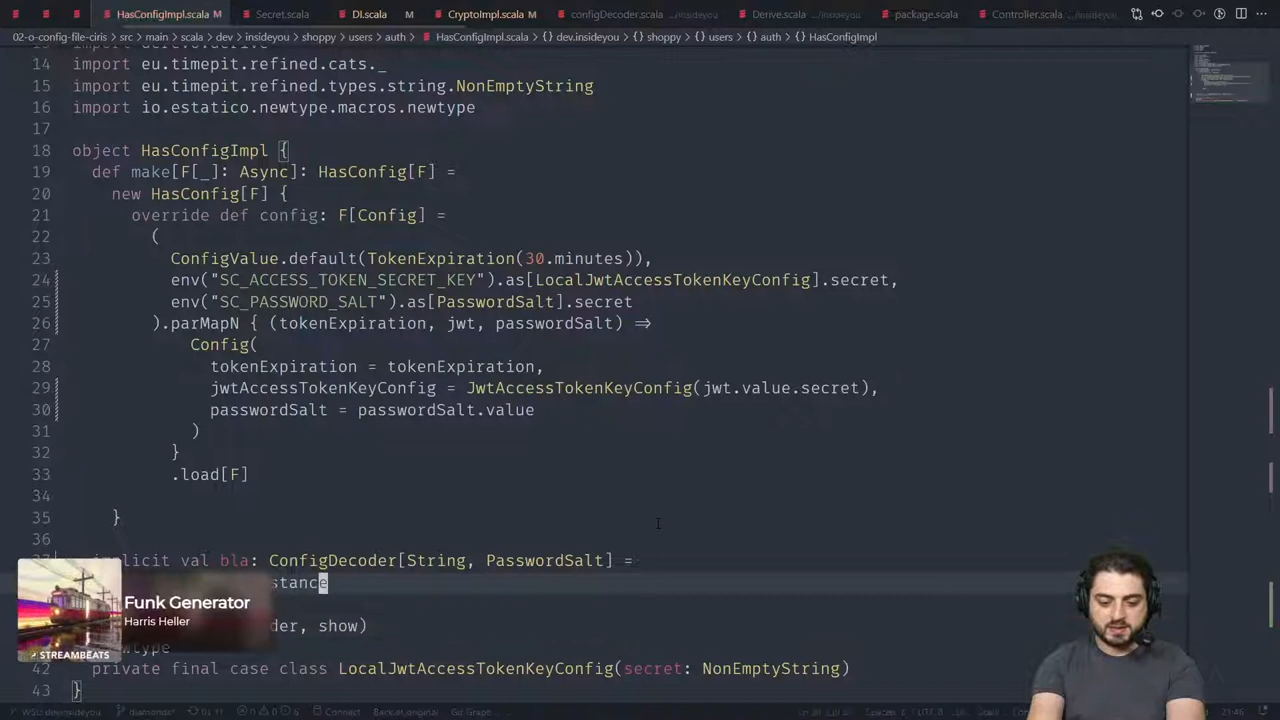 HasConfigImpl.scala M Secret.scala DI.scala M CryptoImpl.scala M configDecoder.scala .../insideyou Derive.scala .../insideyou package.scala Controller.scala .../insideyou
02-o-config-file-ciris > src > main > scala > dev > insideyou > shoppy > users > auth > HasConfigImpl.scala > {} dev.insideyou > {} shoppy > {} users > {} auth > {} HasConfigImpl
14 import eu.timepit.refined.cats._
15 import eu.timepit.refined.types.string.NonEmptyString
16 import io.estatico.newtype.macros.newtype
17
18 object HasConfigImpl {
19 def make[F[_]: Async]: HasConfig[F] =
20 new HasConfig[F] {
21 override def config: F[Config] =
22 (
23 ConfigValue.default(TokenExpiration(30.minutes)),
24 env("SC_ACCESS_TOKEN_SECRET_KEY").as[LocalJwtAccessTokenKeyConfig].secret,
25 env("SC_PASSWORD_SALT").as[PasswordSalt].secret
26 ).parMapN { (tokenExpiration, jwt, passwordSalt) ⇒
27 Config(
28 tokenExpiration = tokenExpiration,
29 jwtAccessTokenKeyConfig = JwtAccessTokenKeyConfig(jwt.value.secret),
30 passwordSalt = passwordSalt.value
31 )
32 }
33 .load[F]
34
35 }
36
implicit val bla: ConfigDecoder[String, PasswordSalt] =
stance
der, show)
type
42 private final case class LocalJwtAccessTokenKeyConfig(secret: NonEmptyString)
43 }
Funk Generator
Harris Heller
STREAMBEATS